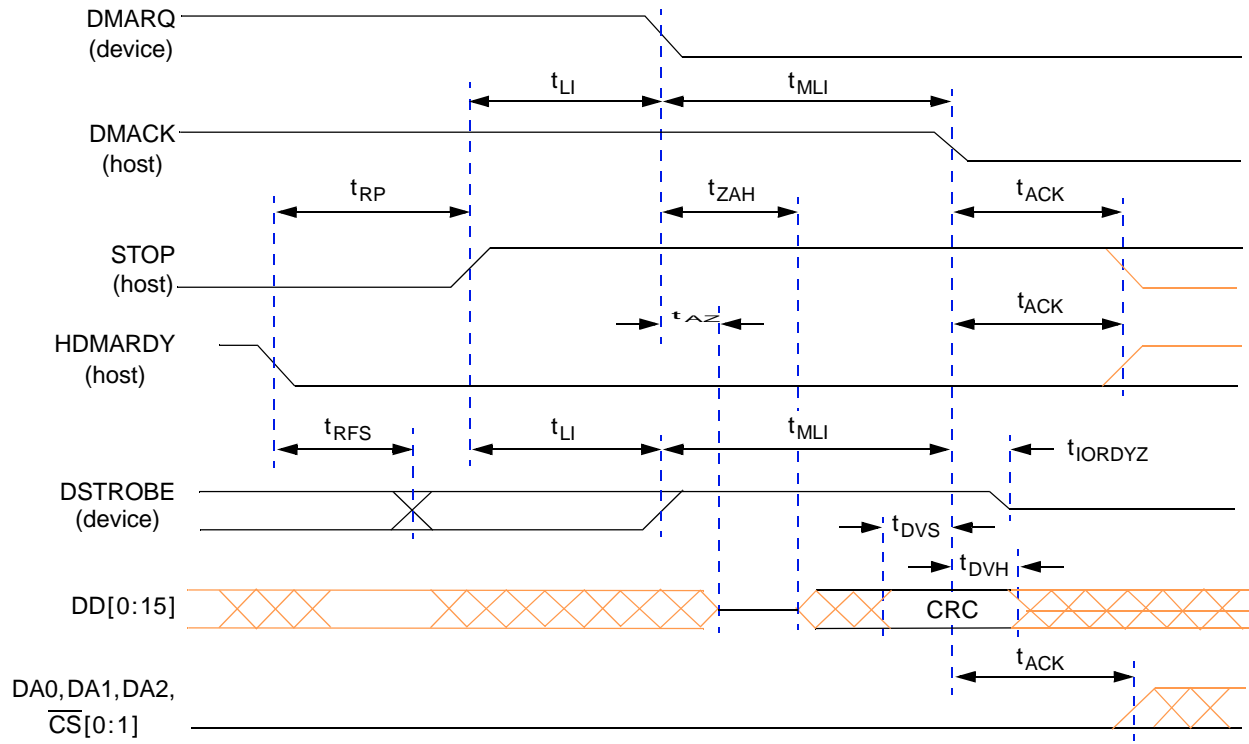 DMARQ
(device)
tLI
tMLI
DMACK
(host)
tRP
tZAH
tACK
STOP
(host)
tAZ
tACK
HDMARDY
(host)
tRFS
tLI
tMLI
tIORDYZ
DSTROBE
(device)
tDVS
tDVH
DD[0:15]
CRC
tACK
DA0,DA1,DA2,
CS[0:1]